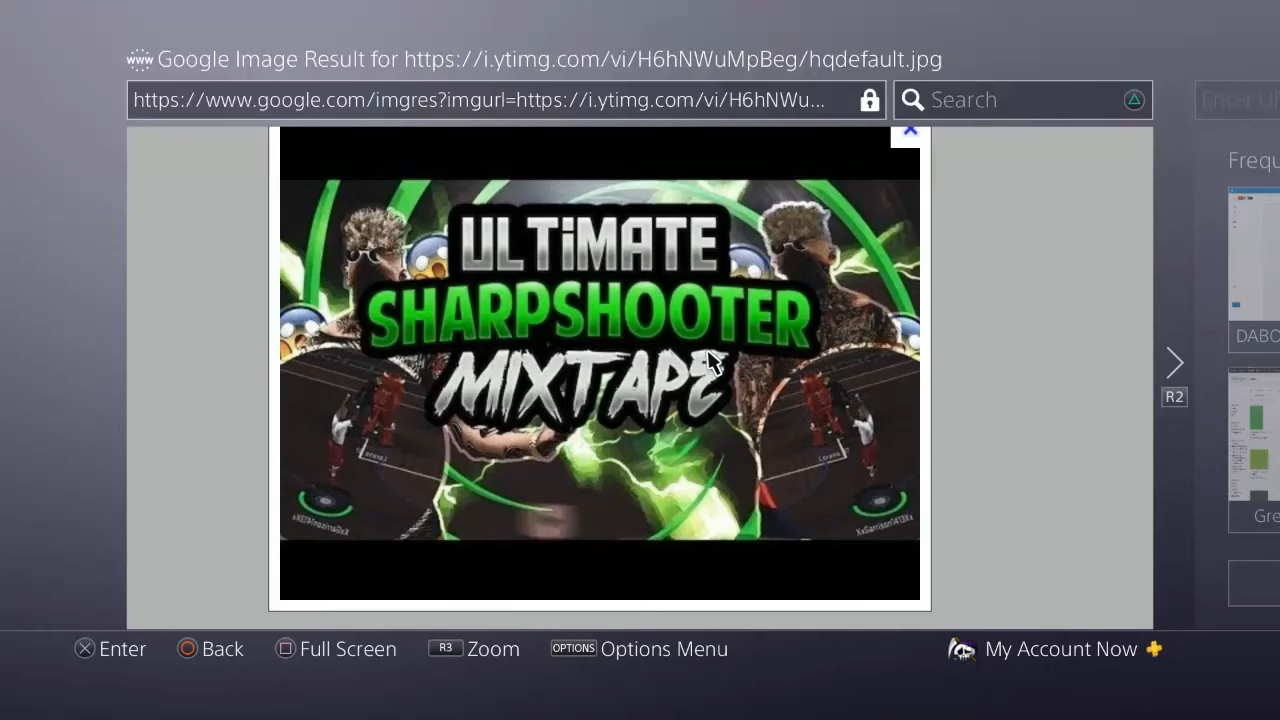 www Google Image Result for https://i.ytimg.com/vi/H6hNWuMpBeg/hqdefault.jpg
https://www.google.com/imgres?imgurl=https://i.ytimg.com/vi/H6hNWu...
Search
Frequ
ULTiMATE
SHARPSHOOTER
MIXTAPE
R2
DABO
Gre
Enter
Back
Full Screen
R3 Zoom
OPTIONS Options Menu
My Account Now